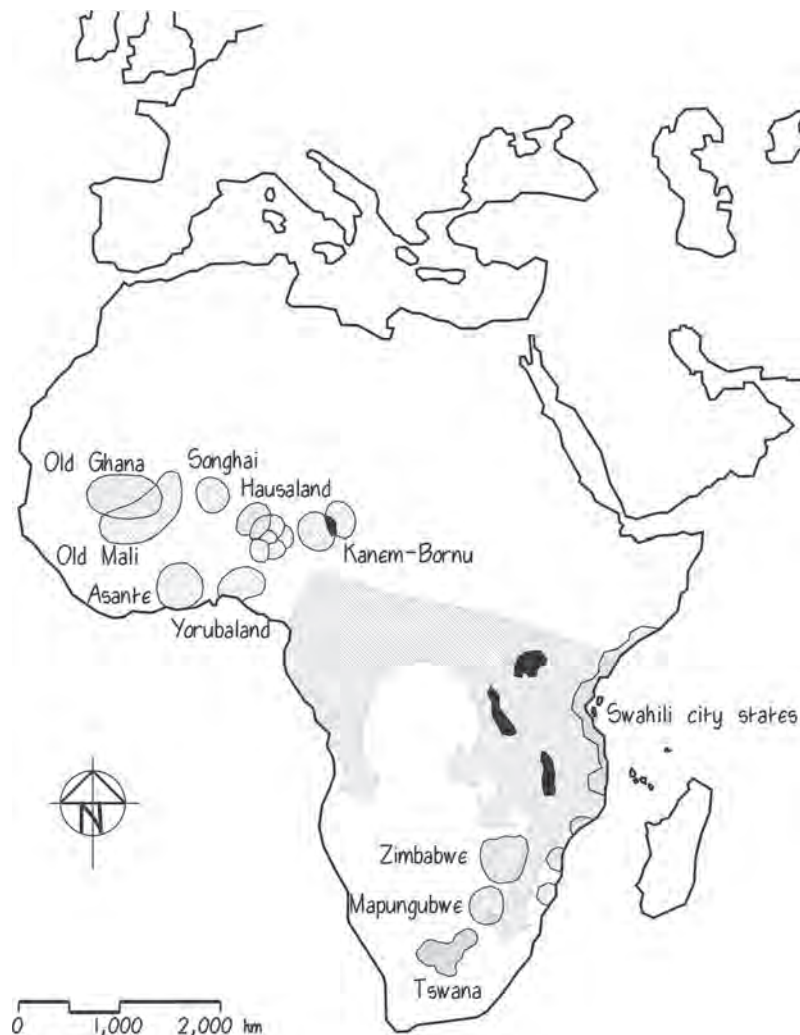 Old Ghana
Songhai
Hausaland
Old Mali
Kanem-Bornu
Asante
Yorubaland
Swahili city states
N
Zimbabwe
Mapungubwe
Tswana
0 1,000 2,000 km